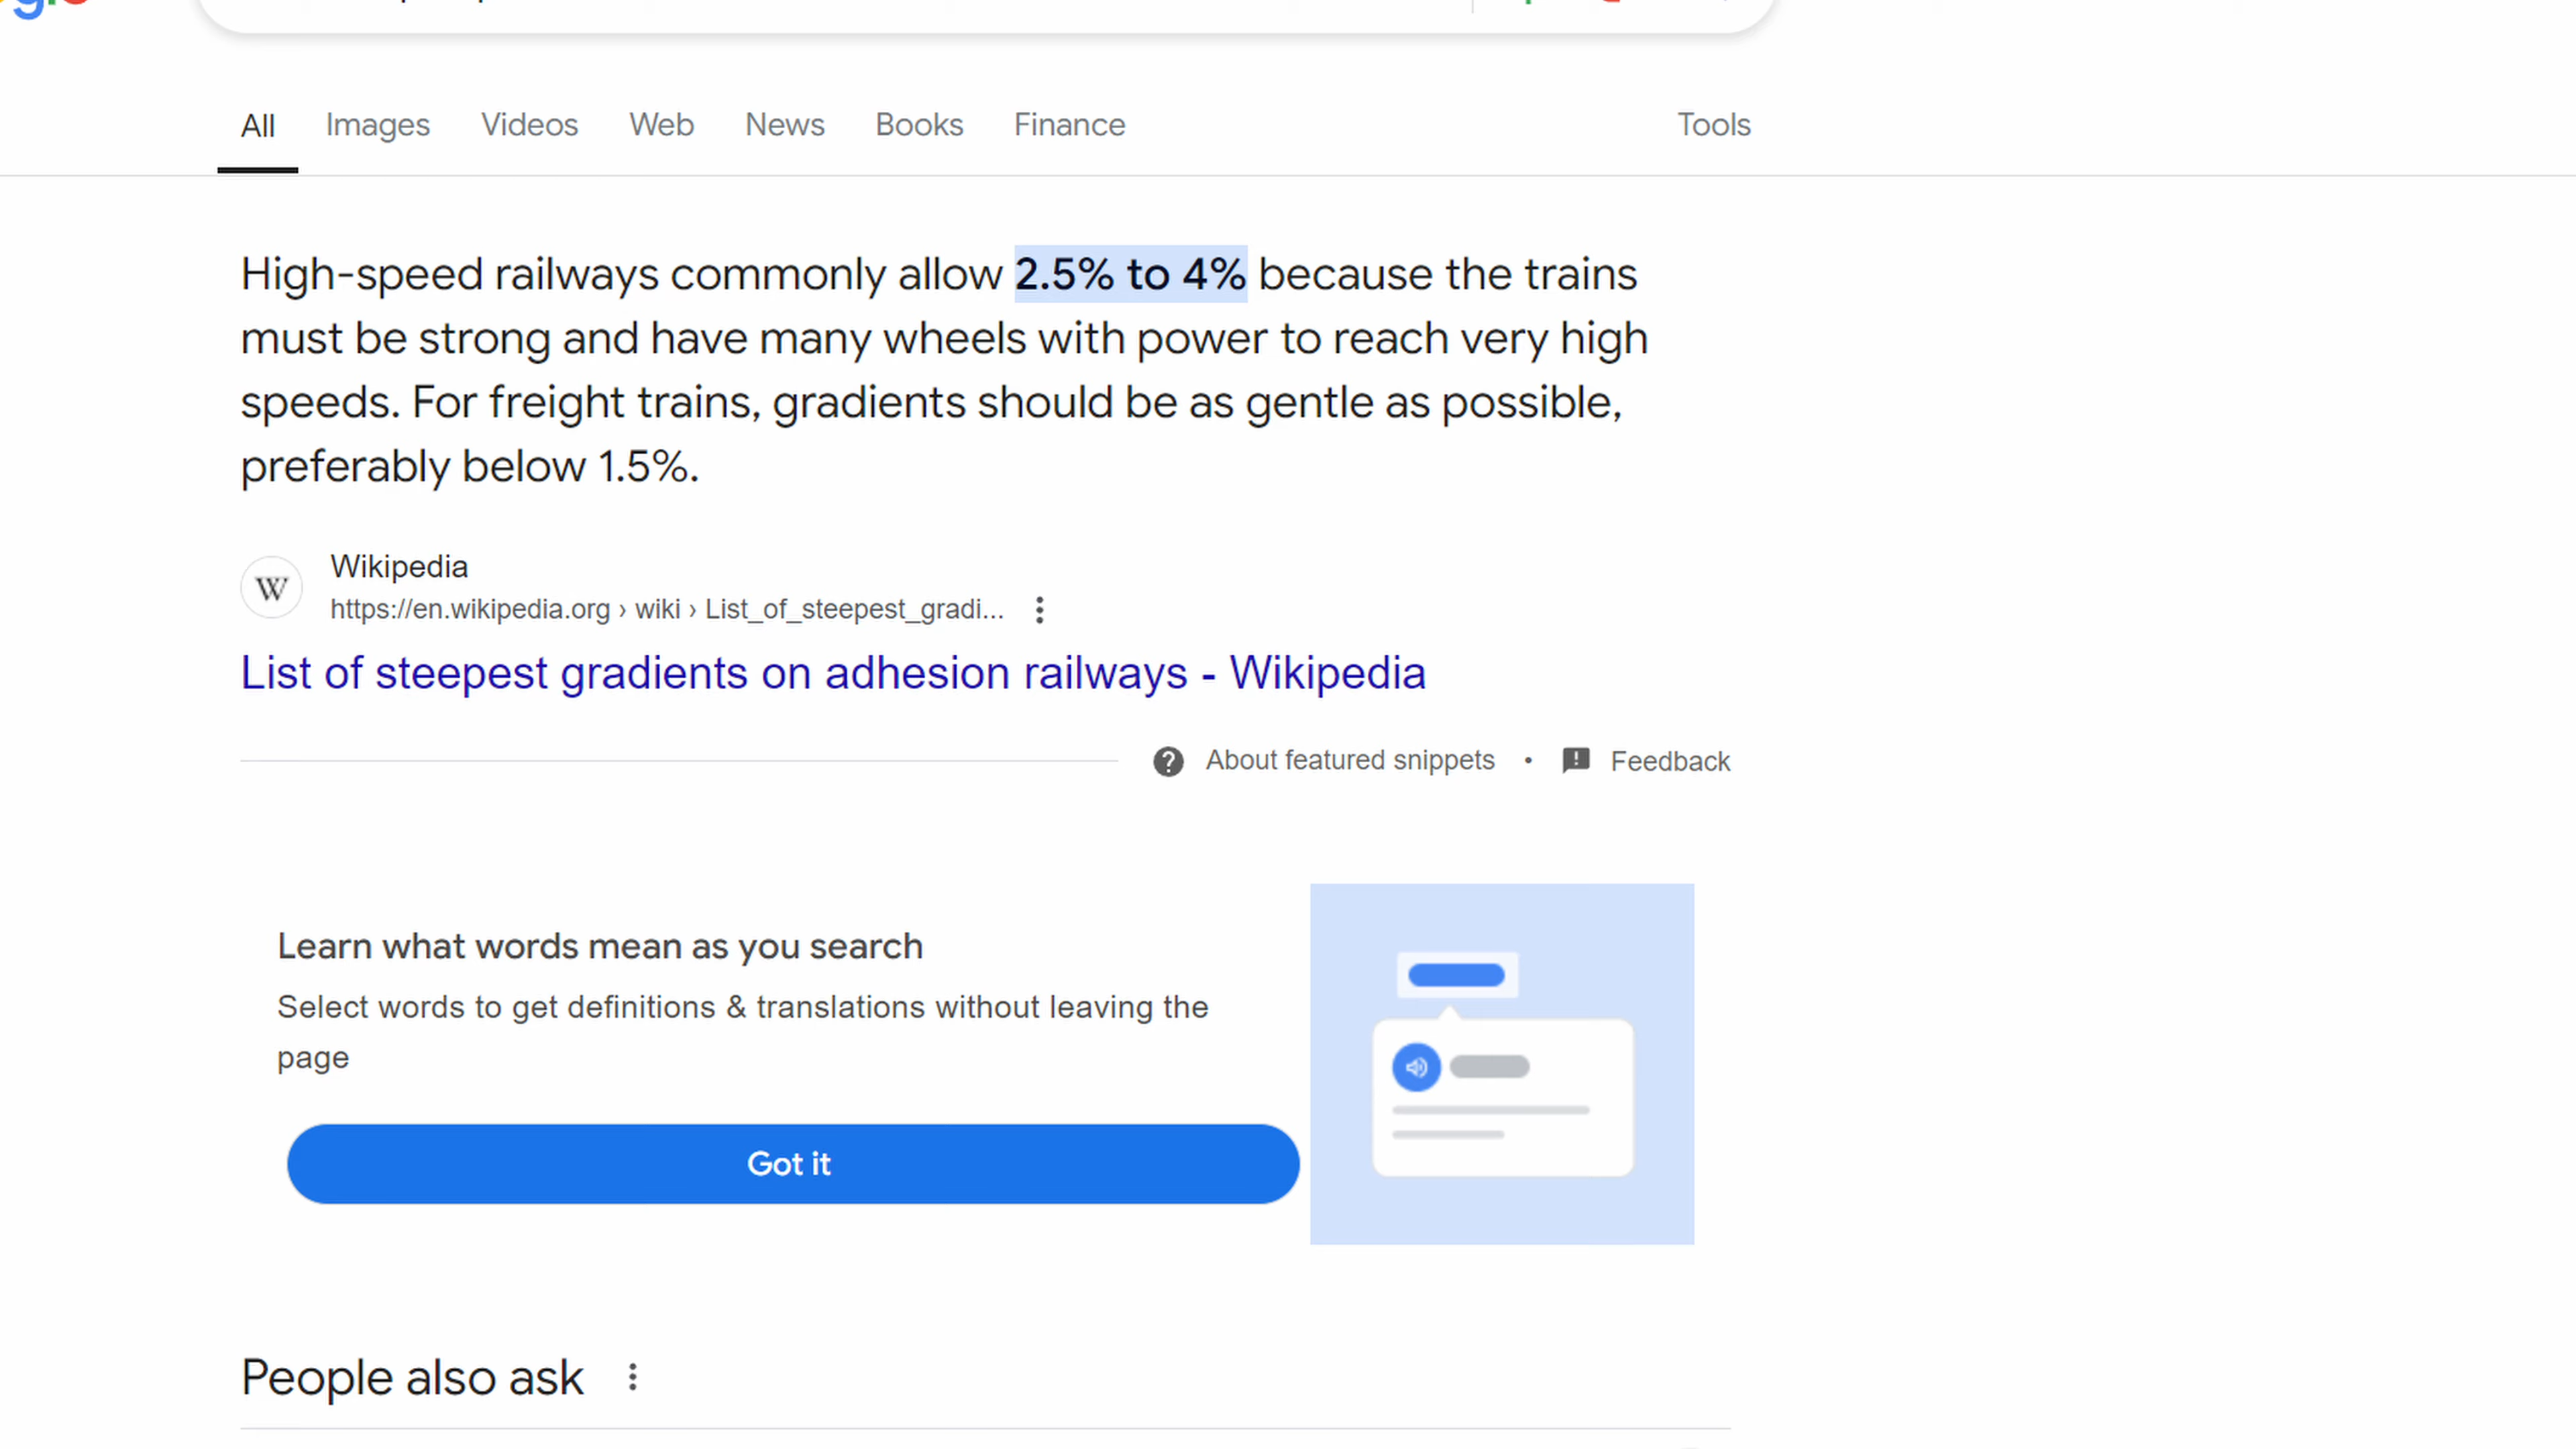 All Images Videos Web News Books Finance Tools
High-speed railways commonly allow 2.5% to 4% because the trains
must be strong and have many wheels with power to reach very high
speeds. For freight trains, gradients should be as gentle as possible,
preferably below 1.5%.
W
Wikipedia
https://en.wikipedia.org › wiki › List_of_steepest_gradi...
List of steepest gradients on adhesion railways - Wikipedia
About featured snippets • Feedback
Learn what words mean as you search
Select words to get definitions & translations without leaving the
page
Got it
People also ask